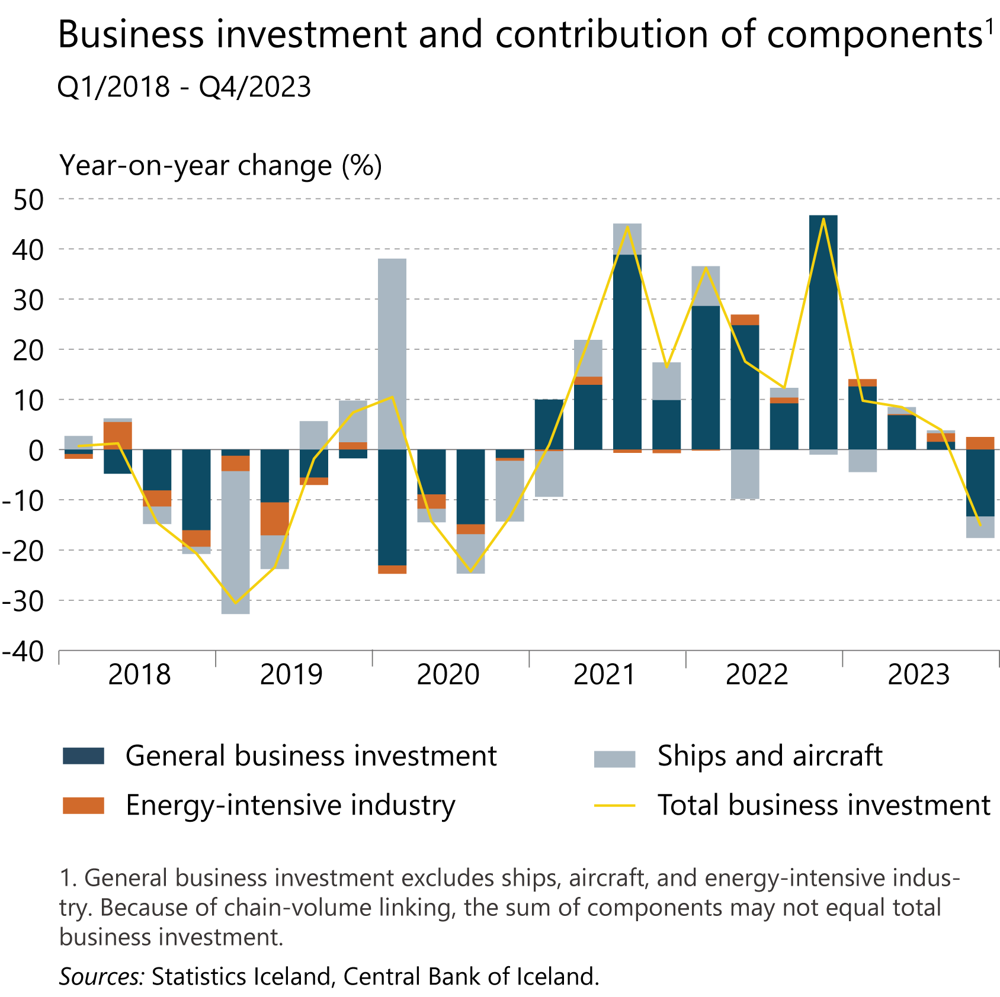 Business investment and contribution of components¹
Q1/2018 - Q4/2023
Year-on-year change (%)
50
40
30
20
10
0
-10
-20
-30
-40
2018 2019 2020 2021 2022 2023
General business investment
Ships and aircraft
Energy-intensive industry
Total business investment
1. General business investment excludes ships, aircraft, and energy-intensive indus-
try. Because of chain-volume linking, the sum of components may not equal total
business investment.
Sources: Statistics Iceland, Central Bank of Iceland.